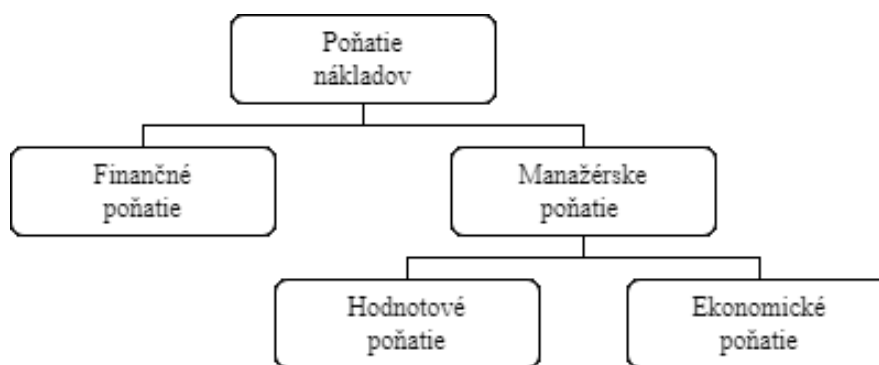 Poňatie
nákladov
Finančné
poňatie
Manažérske
poňatie
Hodnotové
poňatie
Ekonomické
poňatie